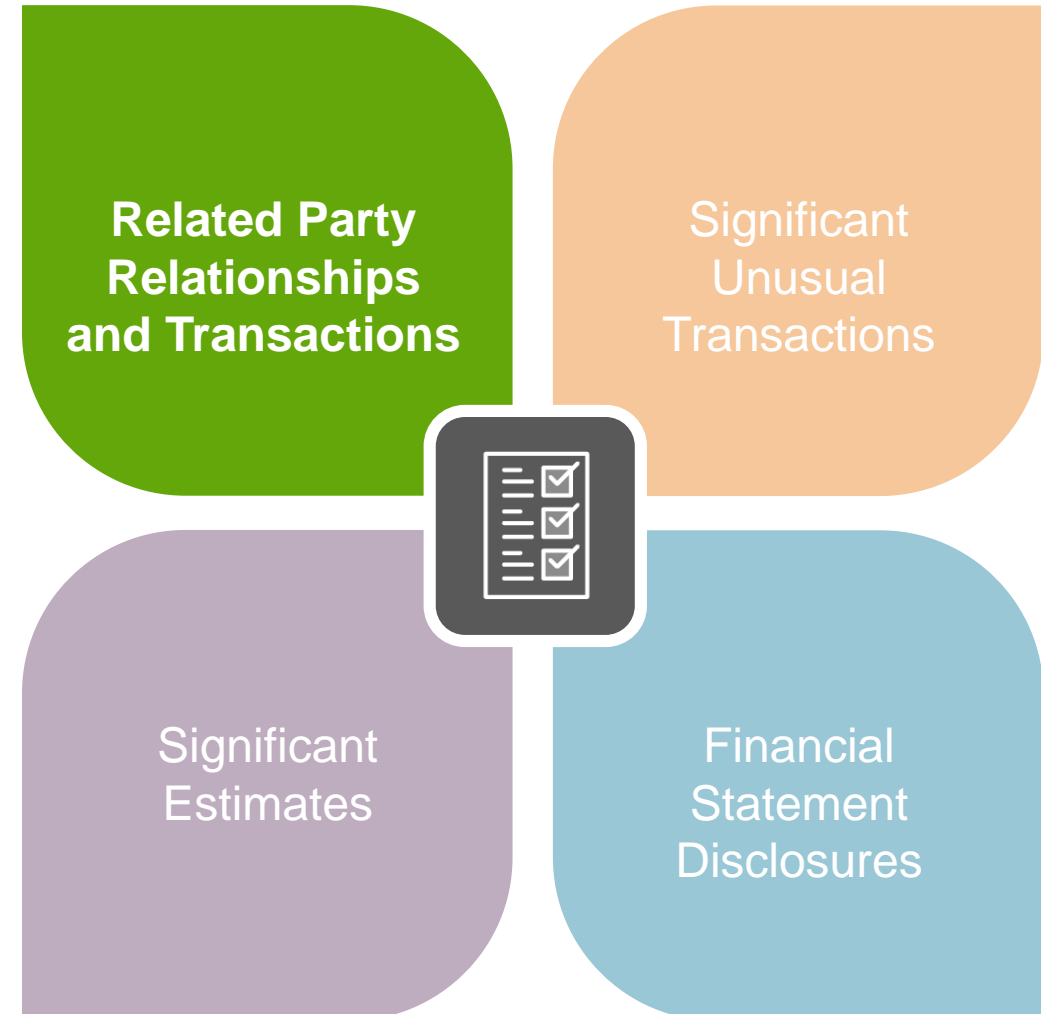 Related Party
Relationships
and Transactions
Significant
Unusual
Transactions
Significant
Estimates
Financial
Statement
Disclosures